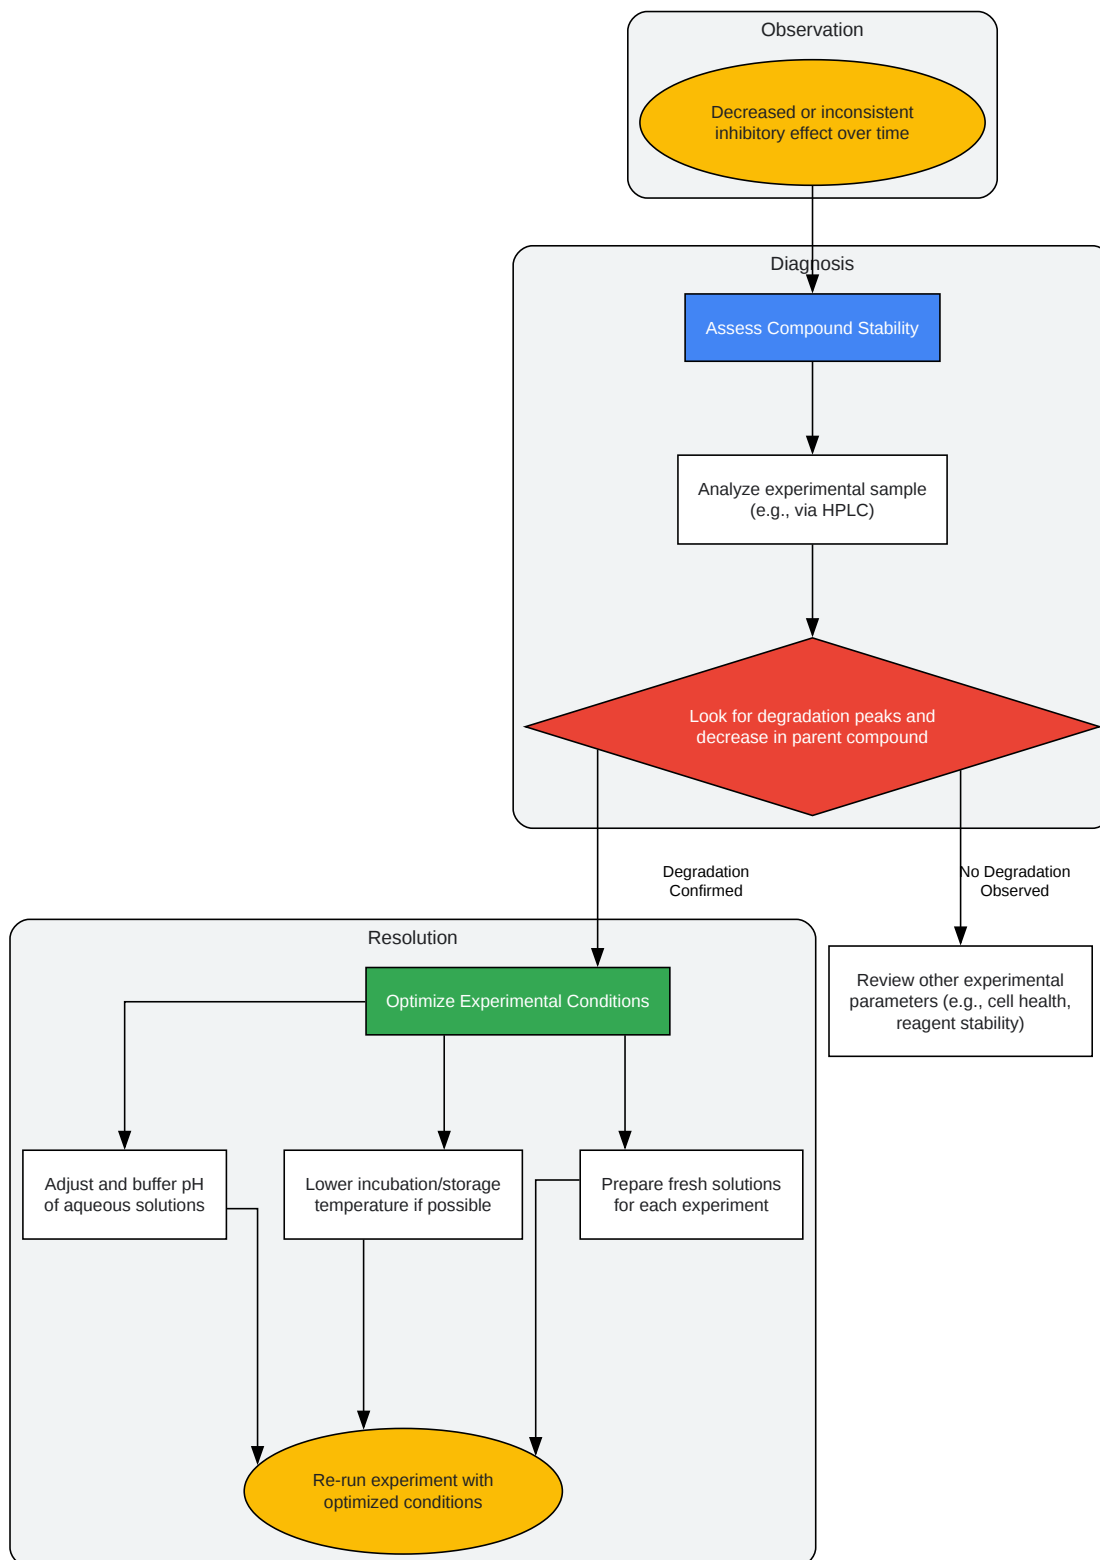 Observation
Decreased or inconsistent
inhibitory effect over time
Diagnosis
Assess Compound Stability
Analyze experimental sample
(e.g., via HPLC)
Look for degradation peaks and
decrease in parent compound
Degradation
Confirmed
No Degradation
Observed
Resolution
Optimize Experimental Conditions
Review other experimental
parameters (e.g., cell health,
reagent stability)
Adjust and buffer pH
of aqueous solutions
Lower incubation/storage
temperature if possible
Prepare fresh solutions
for each experiment
Re-run experiment with
optimized conditions